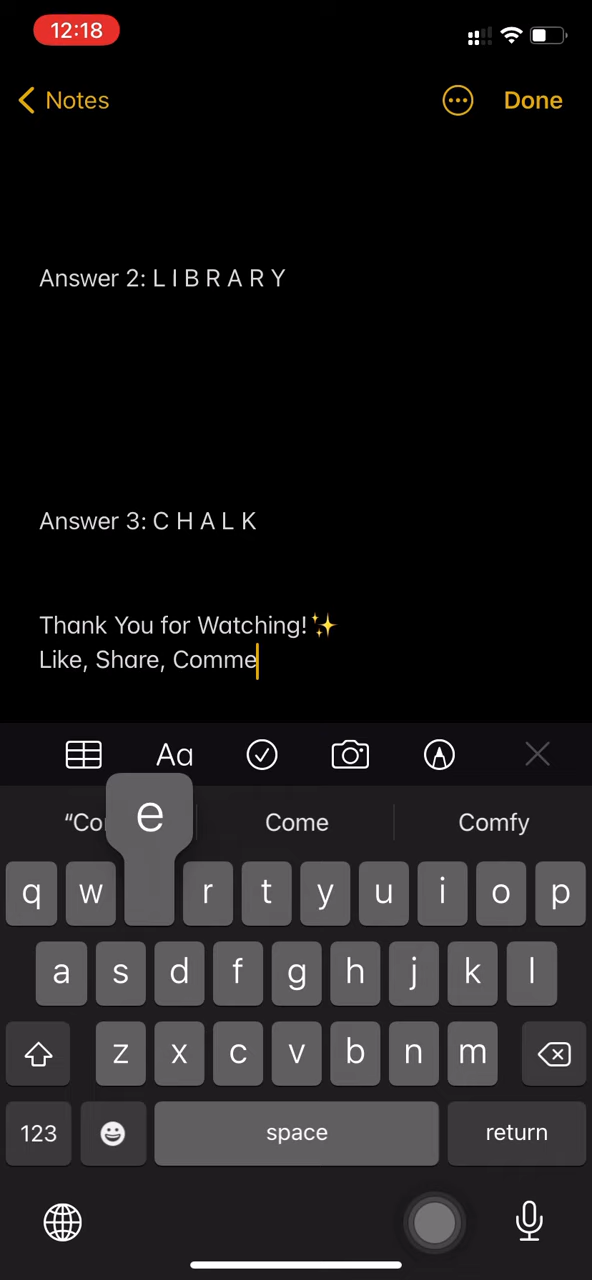 12:18
Notes
Done
Answer 2: L I B R A R Y
Answer 3: C H A L K
Thank You for Watching!✨
Like, Share, Comme
Aa
e
Come
Comfy
q w r t y u i o p
a s d f g h j k l
z x c v b n m
123
space
return